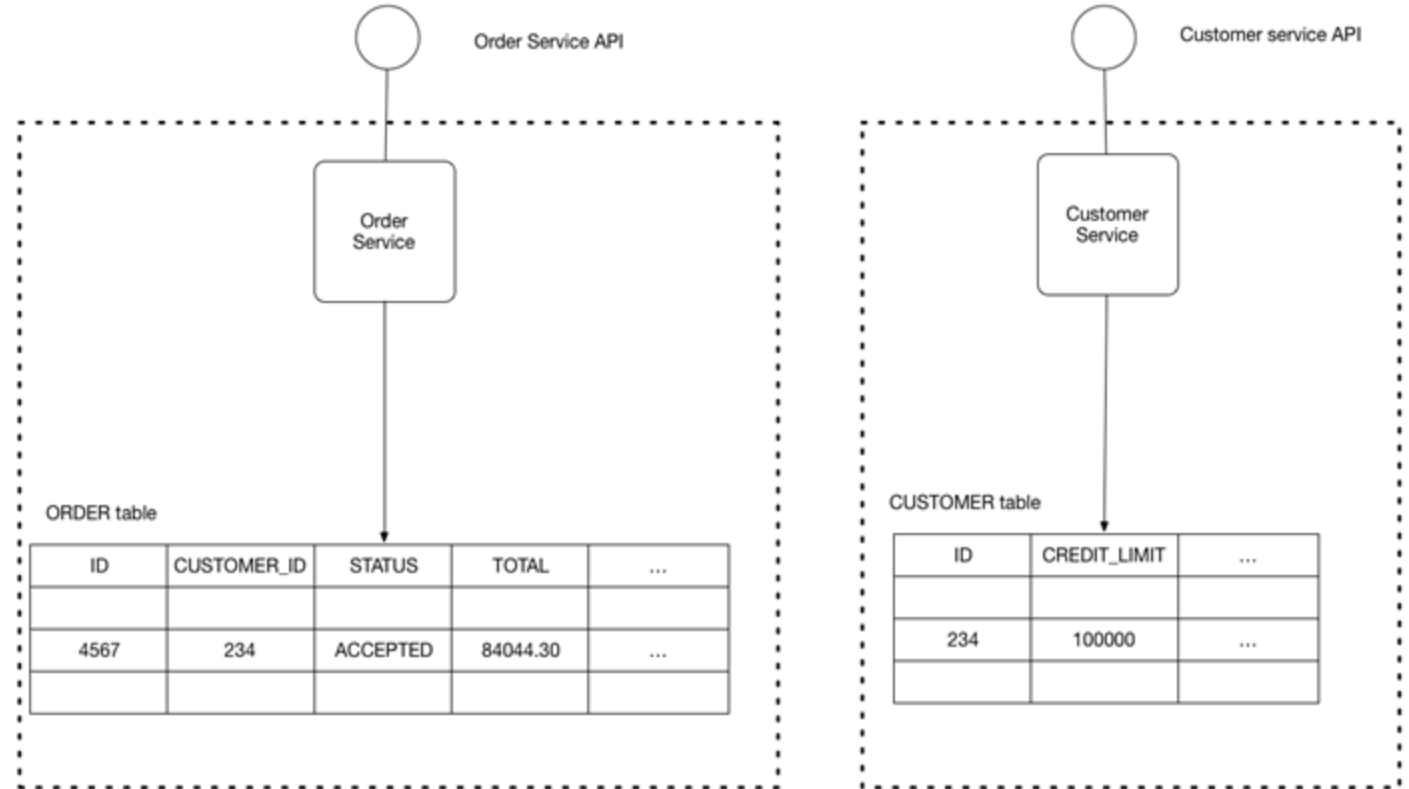 Order Service API
Customer service API
Order
Service
Customer
Service
ORDER table
ID CUSTOMER_ID STATUS TOTAL ...
4567 234 ACCEPTED 84044.30 ...
CUSTOMER table
ID CREDIT_LIMIT ...
234 100000 ...